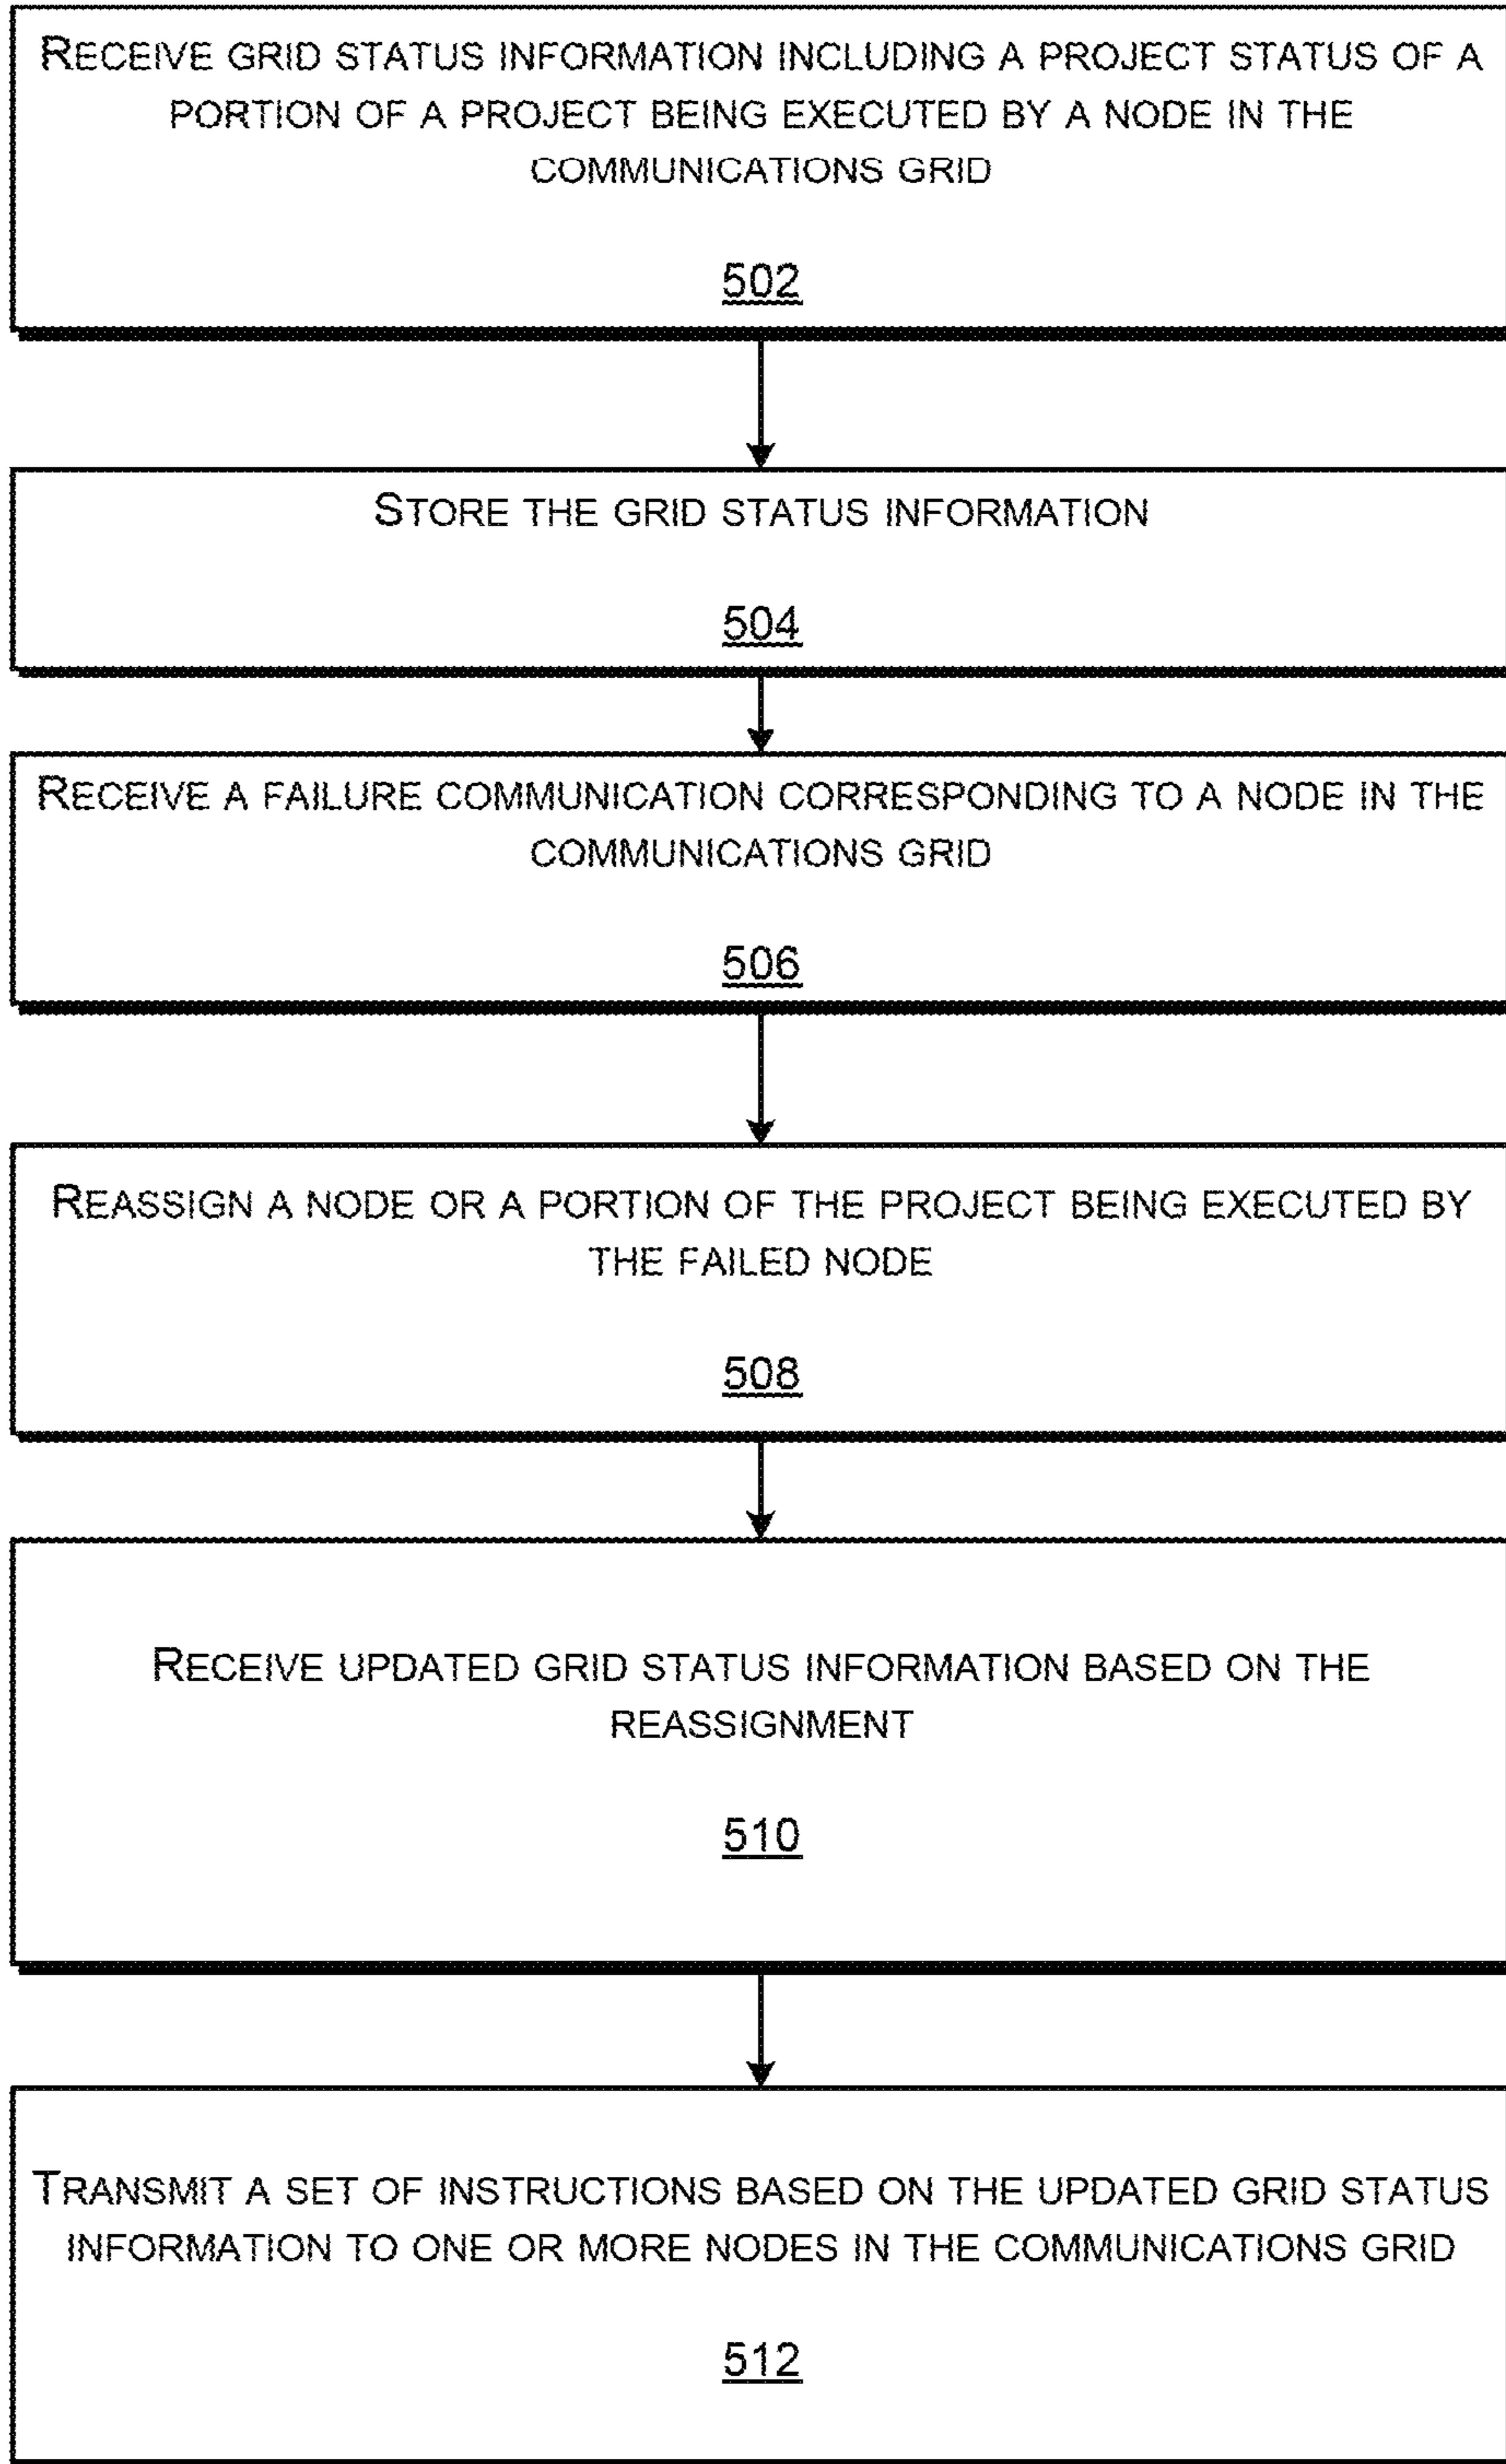 RECEIVE GRID STATUS INFORMATION INCLUDING A PROJECT STATUS OF A
PORTION OF A PROJECT BEING EXECUTED BY A NODE IN THE
COMMUNICATIONS GRID
502
STORE THE GRID STATUS INFORMATION
504
RECEIVE A FAILURE COMMUNICATION CORRESPONDING TO A NODE IN THE
COMMUNICATIONS GRID
506
REASSIGN A NODE OR A PORTION OF THE PROJECT BEING EXECUTED BY
THE FAILED NODE
508
RECEIVE UPDATED GRID STATUS INFORMATION BASED ON THE
REASSIGNMENT
510
TRANSMIT A SET OF INSTRUCTIONS BASED ON THE UPDATED GRID STATUS
INFORMATION TO ONE OR MORE NODES IN THE COMMUNICATIONS GRID
512